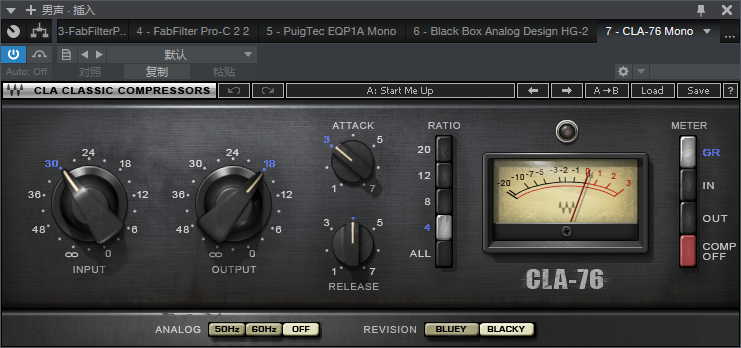 男声 - 插入
3-FabFilterP.. 4 - FabFilter Pro-C 2 2 5 - PuigTec EQP1A Mono 6 - Black Box Analog Design HG-2 7 - CLA-76 Mono ...
默认
Auto: Off 对照 复制 粘贴
CLA CLASSIC COMPRESSORS A: Start Me Up A→B Load Save ?
ATTACK RATIO METER
24 24 3 5 20 GR
30 18 30 18 1 7 12 IN
36 12 36 12 8 OUT
48 6 48 6 3 5 4 COMP OFF
∞ 0 ∞ 0 1 7 ALL
INPUT OUTPUT RELEASE
-20 -10 -7 -5 -3 -2 -1 0 1 2 3
CLA-76
ANALOG 50Hz 60Hz OFF REVISION BLUEY BLACKY